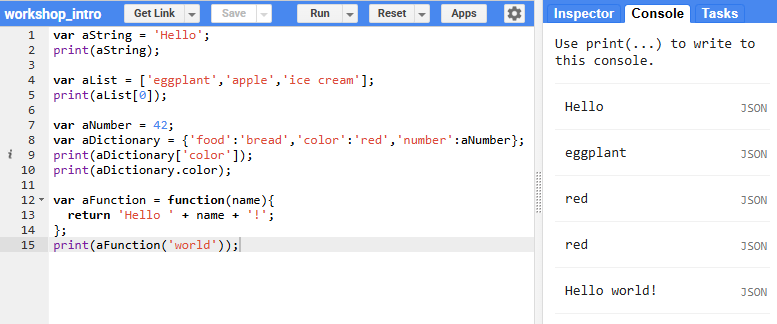 workshop_intro Get Link Save Run Reset Apps
1 var aString = 'Hello';
2 print(aString);
3
4 var aList = ['eggplant','apple','ice cream'];
5 print(aList[0]);
6
7 var aNumber = 42;
8 var aDictionary = {'food':'bread','color':'red','number':aNumber};
i 9 print(aDictionary['color']);
10 print(aDictionary.color);
11
12 var aFunction = function(name){
13 return 'Hello ' + name + '!';
14 };
15 print(aFunction('world'));
Inspector Console Tasks
Use print(...) to write to
this console.
Hello JSON
eggplant JSON
red JSON
red JSON
Hello world! JSON